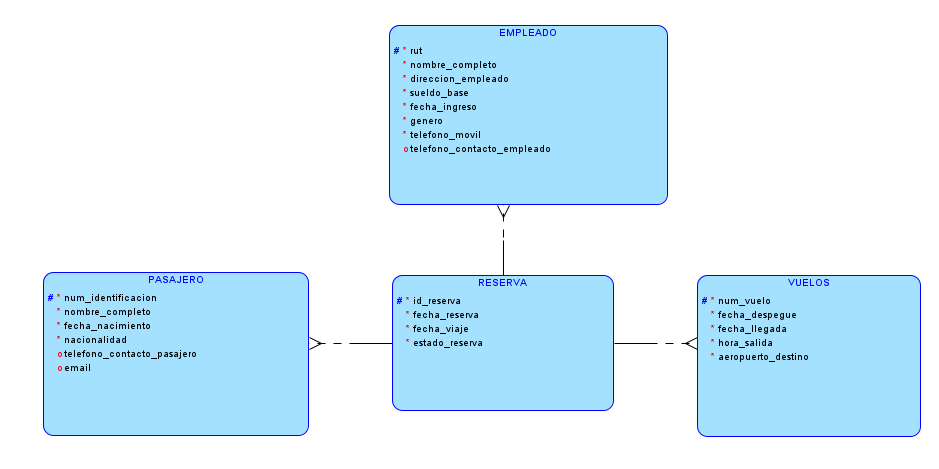 EMPLEADO
# * rut
* nombre_completo
* direccion_empleado
* sueldo_base
* fecha_ingreso
* genero
* telefono_movil
o telefono_contacto_empleado
PASAJERO
# * num_identificacion
* nombre_completo
* fecha_nacimiento
* nacionalidad
o telefono_contacto_pasajero
o email
RESERVA
# * id_reserva
* fecha_reserva
* fecha_viaje
* estado_reserva
VUELOS
# * num_vuelo
* fecha_despegue
* fecha_llegada
* hora_salida
* aeropuerto_destino